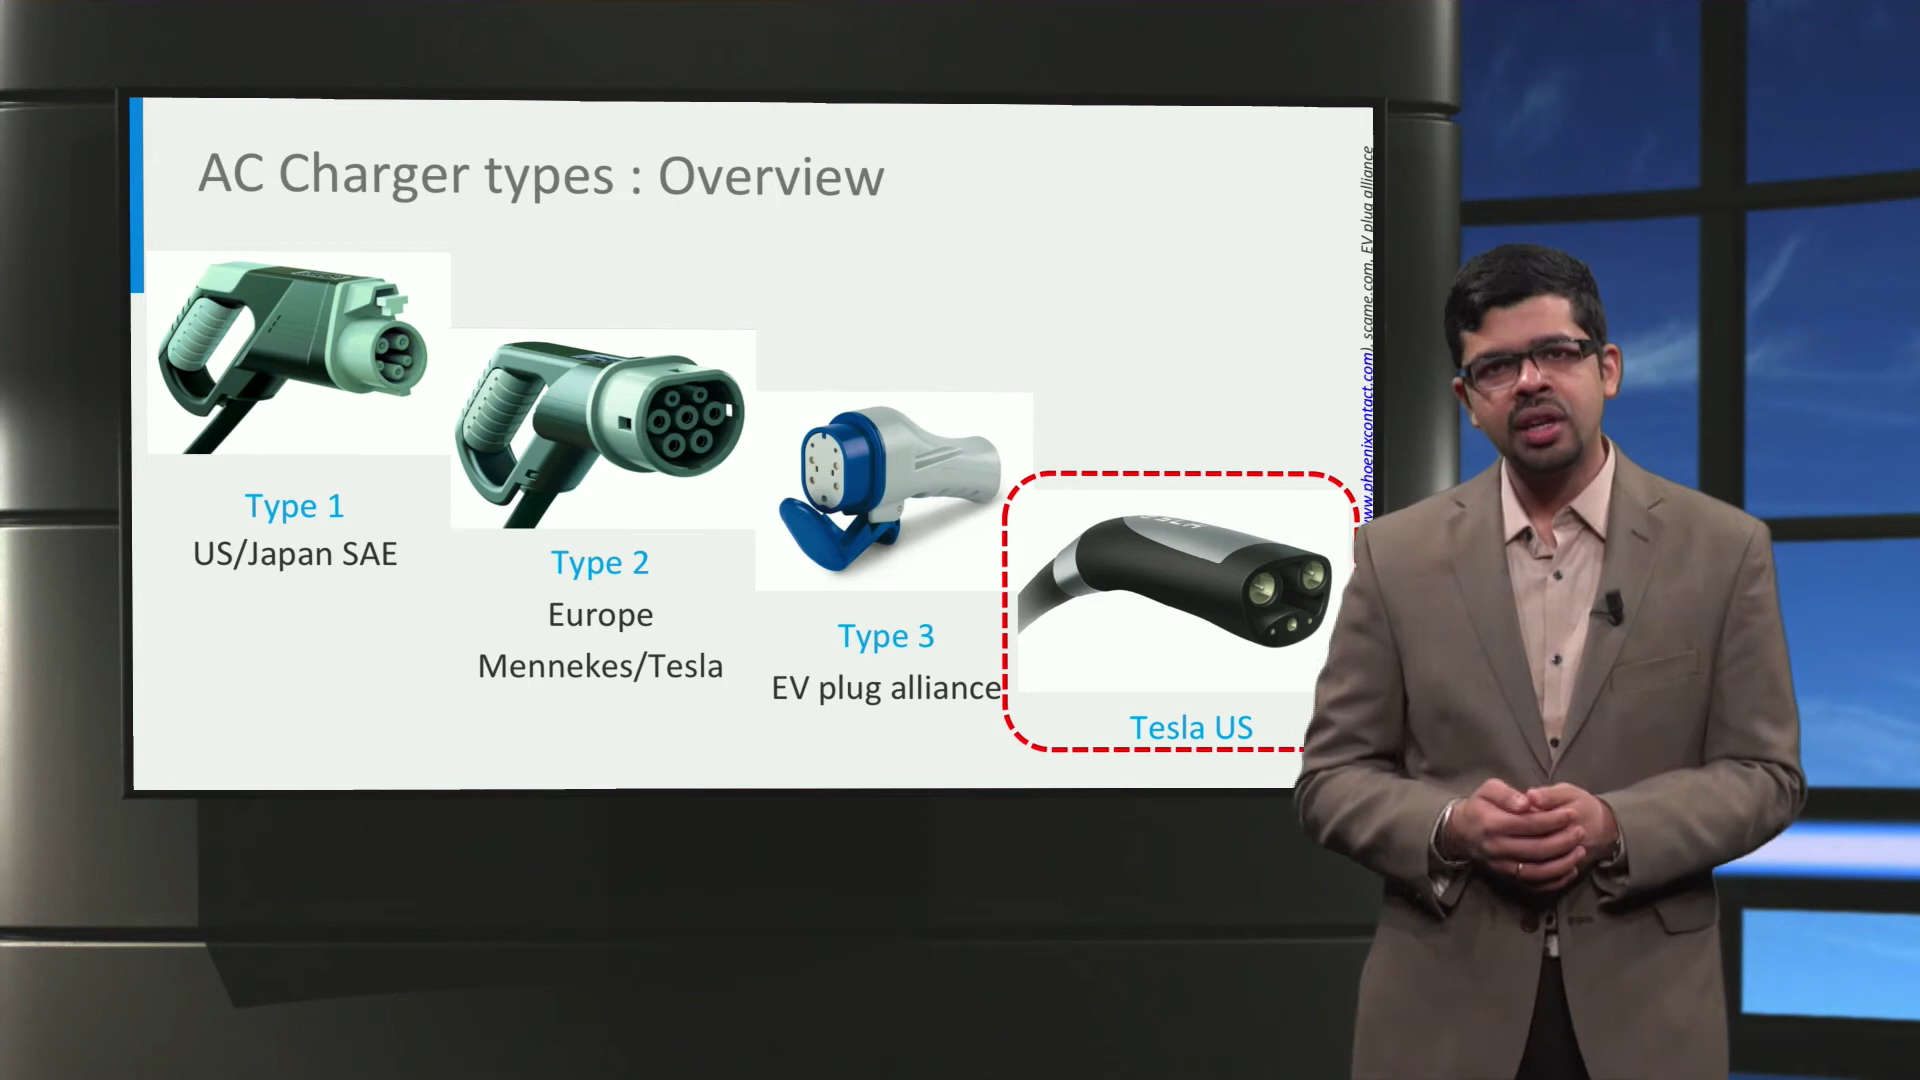 AC Charger types : Overview
Type 1
US/Japan SAE
Type 2
Europe
Mennekes/Tesla
Type 3
EV plug alliance
Tesla US
www.phoenixcontact.com), scame.com, EV plug alliance